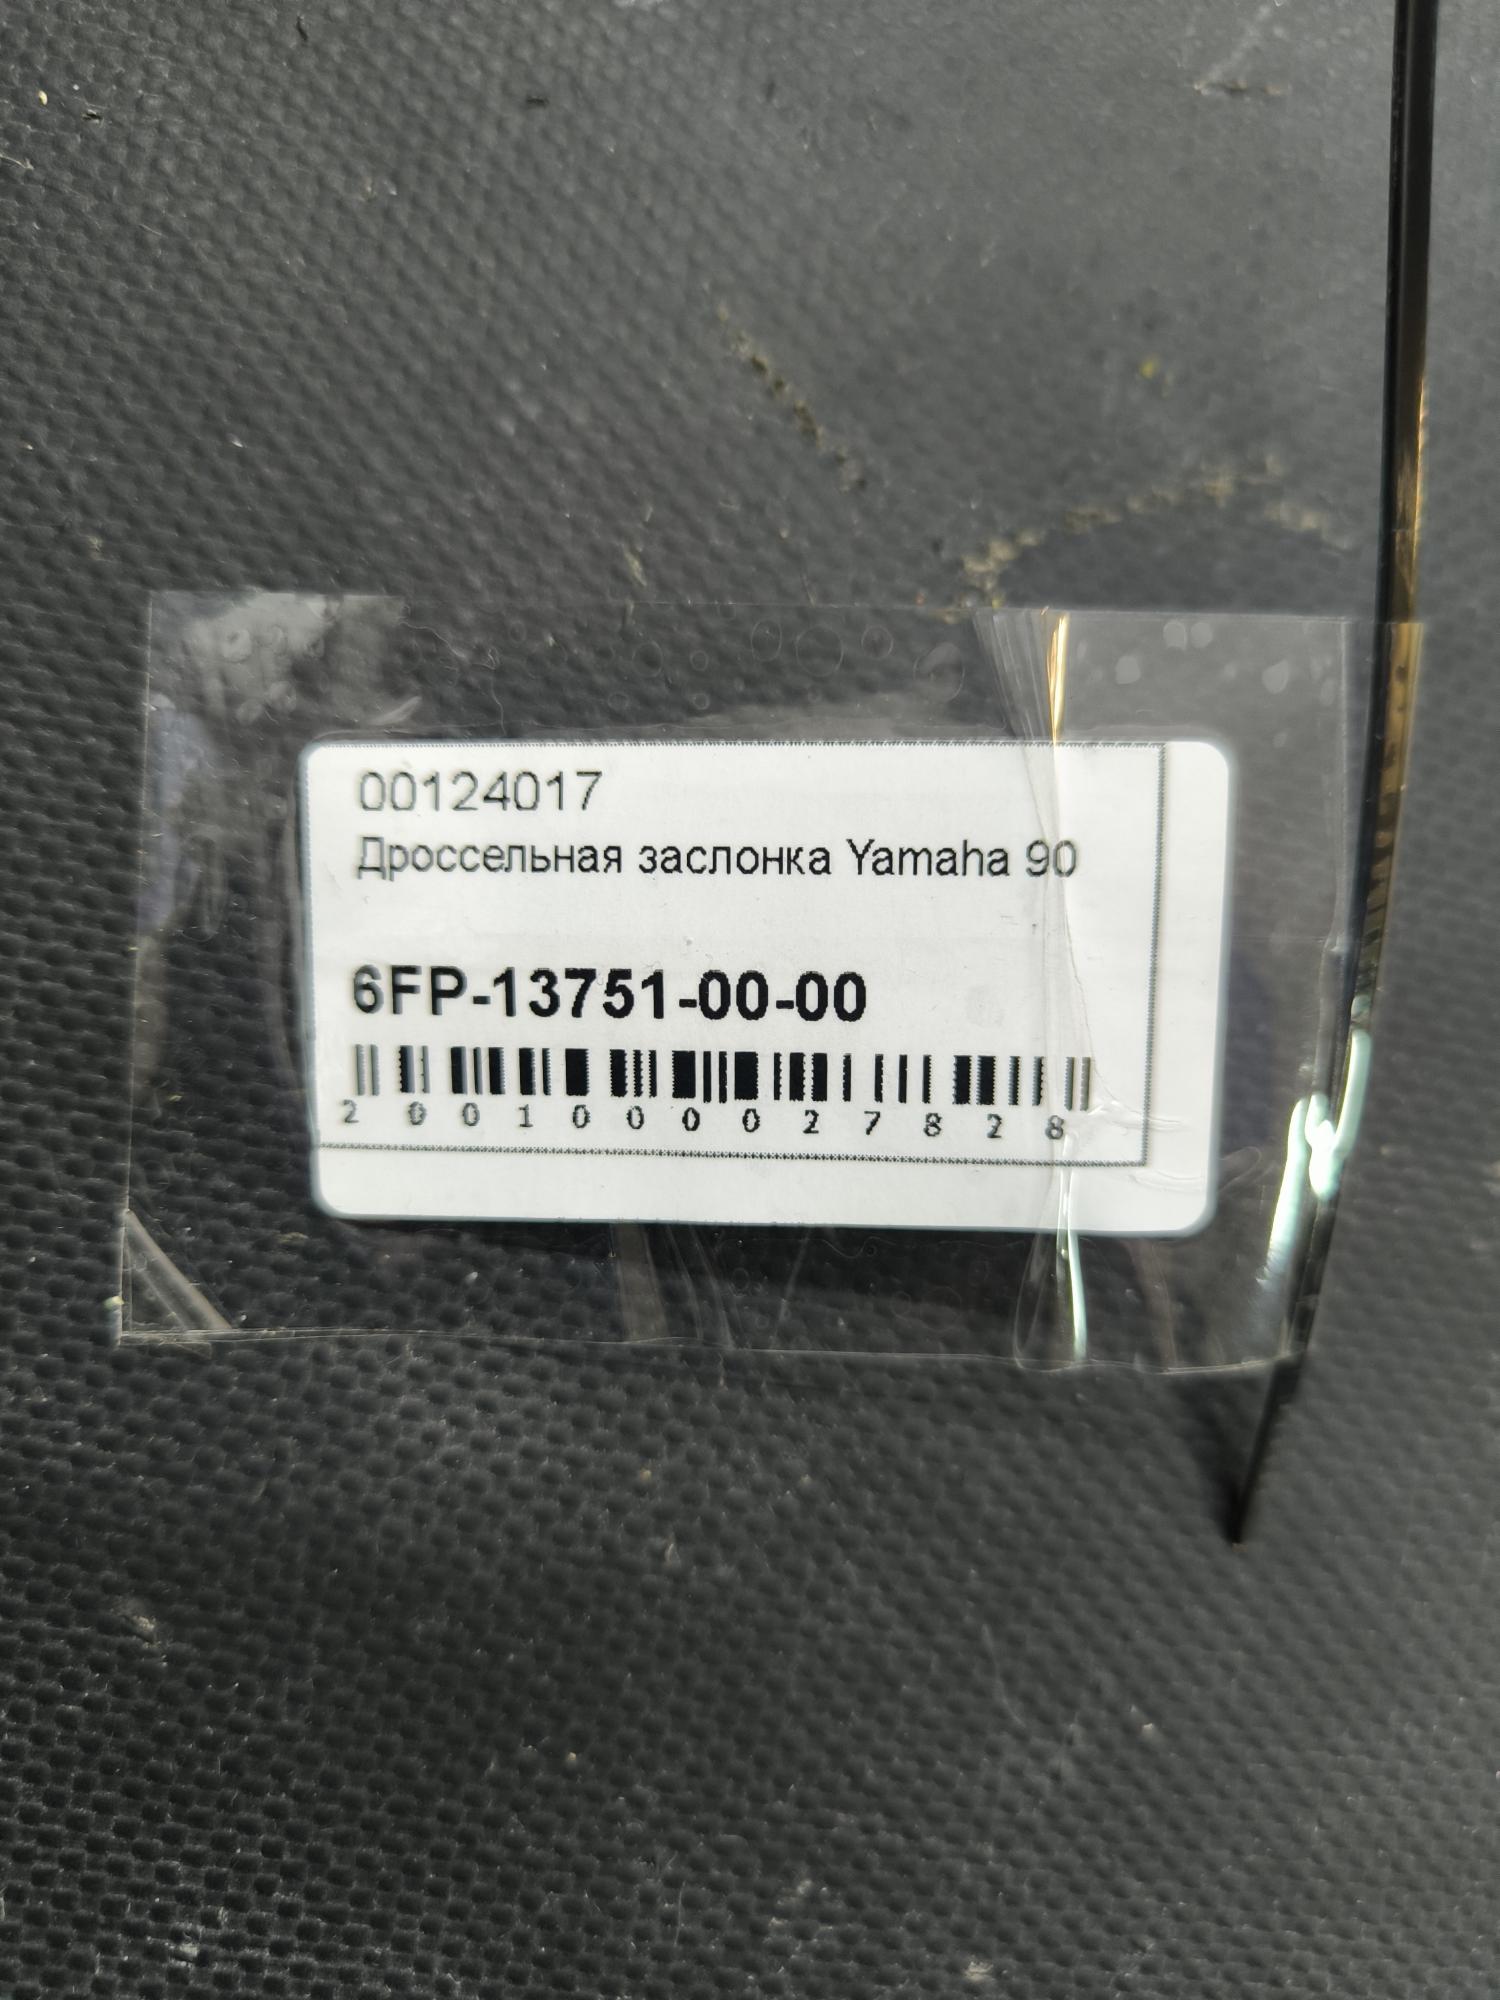 00124017
Дроссельная заслонка Yamaha 90
6FP-13751-00-00
2001000027828